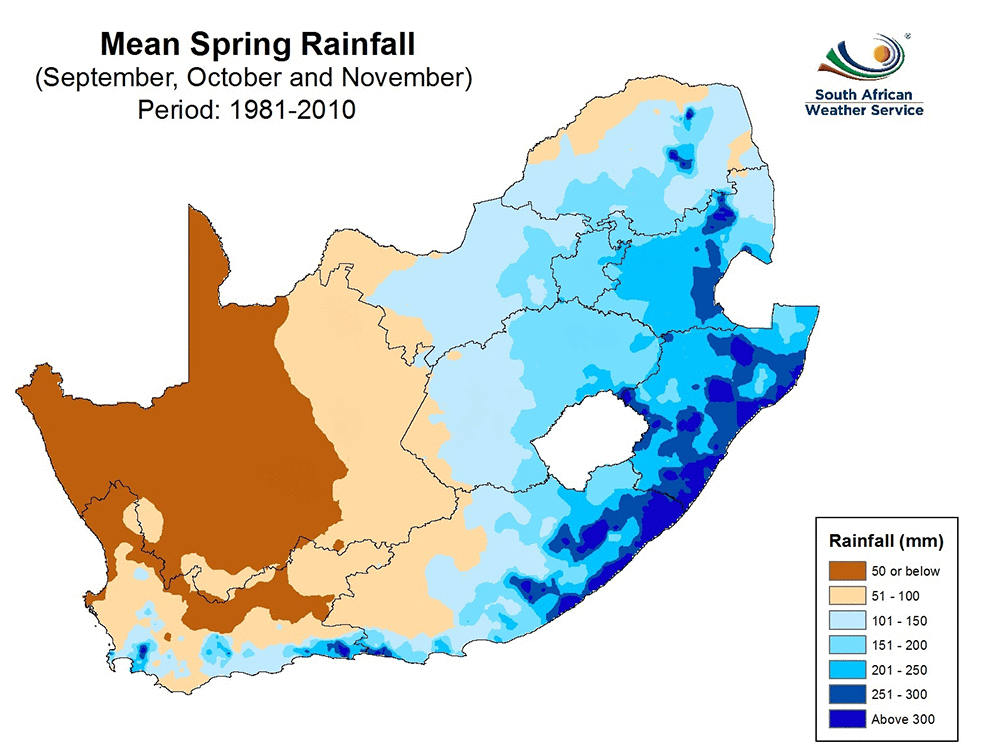 Mean Spring Rainfall
(September, October and November)
Period: 1981-2010
®
South African
Weather Service
Rainfall (mm)
50 or below
51 - 100
101 - 150
151 - 200
201 - 250
251 - 300
Above 300